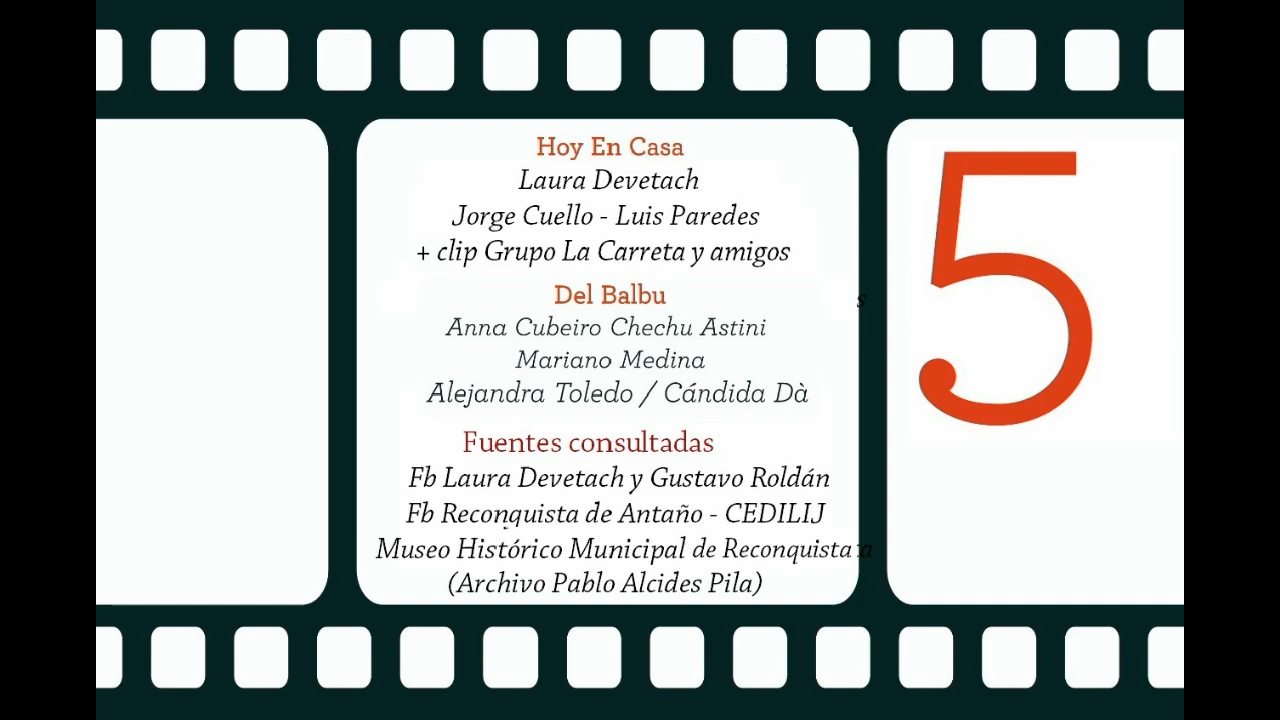 Hoy En Casa
Laura Devetach
Jorge Cuello - Luis Paredes
+ clip Grupo La Carreta y amigos
Del Balbu
Anna Cubeiro Chechu Astini
Mariano Medina
Alejandra Toledo / Cándida Dà
Fuentes consultadas
Fb Laura Devetach y Gustavo Roldán
Fb Reconquista de Antaño - CEDILIJ
Museo Histórico Municipal de Reconquista
(Archivo Pablo Alcides Pila)
5